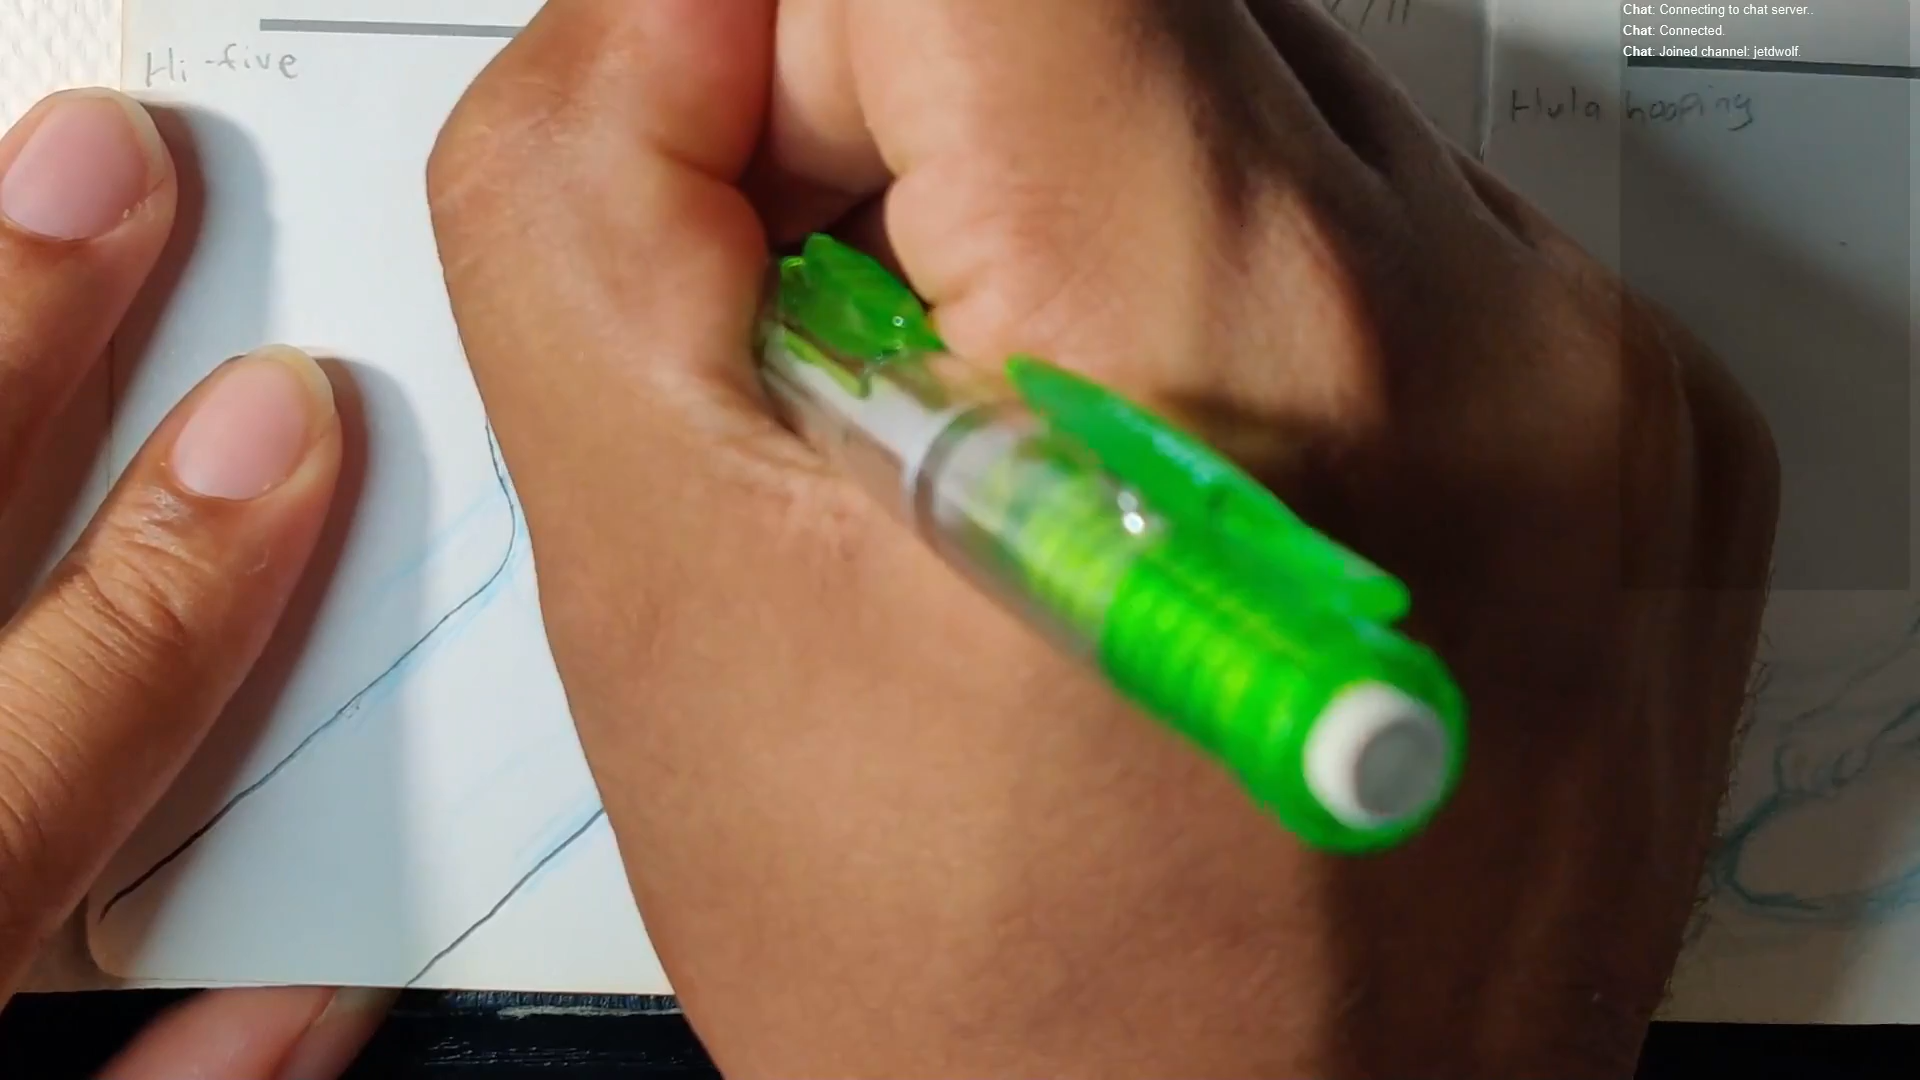 Chat: Connecting to chat server..
Chat: Connected.
Chat: Joined channel: jetdwolf.
Hi-five
Hula hooping